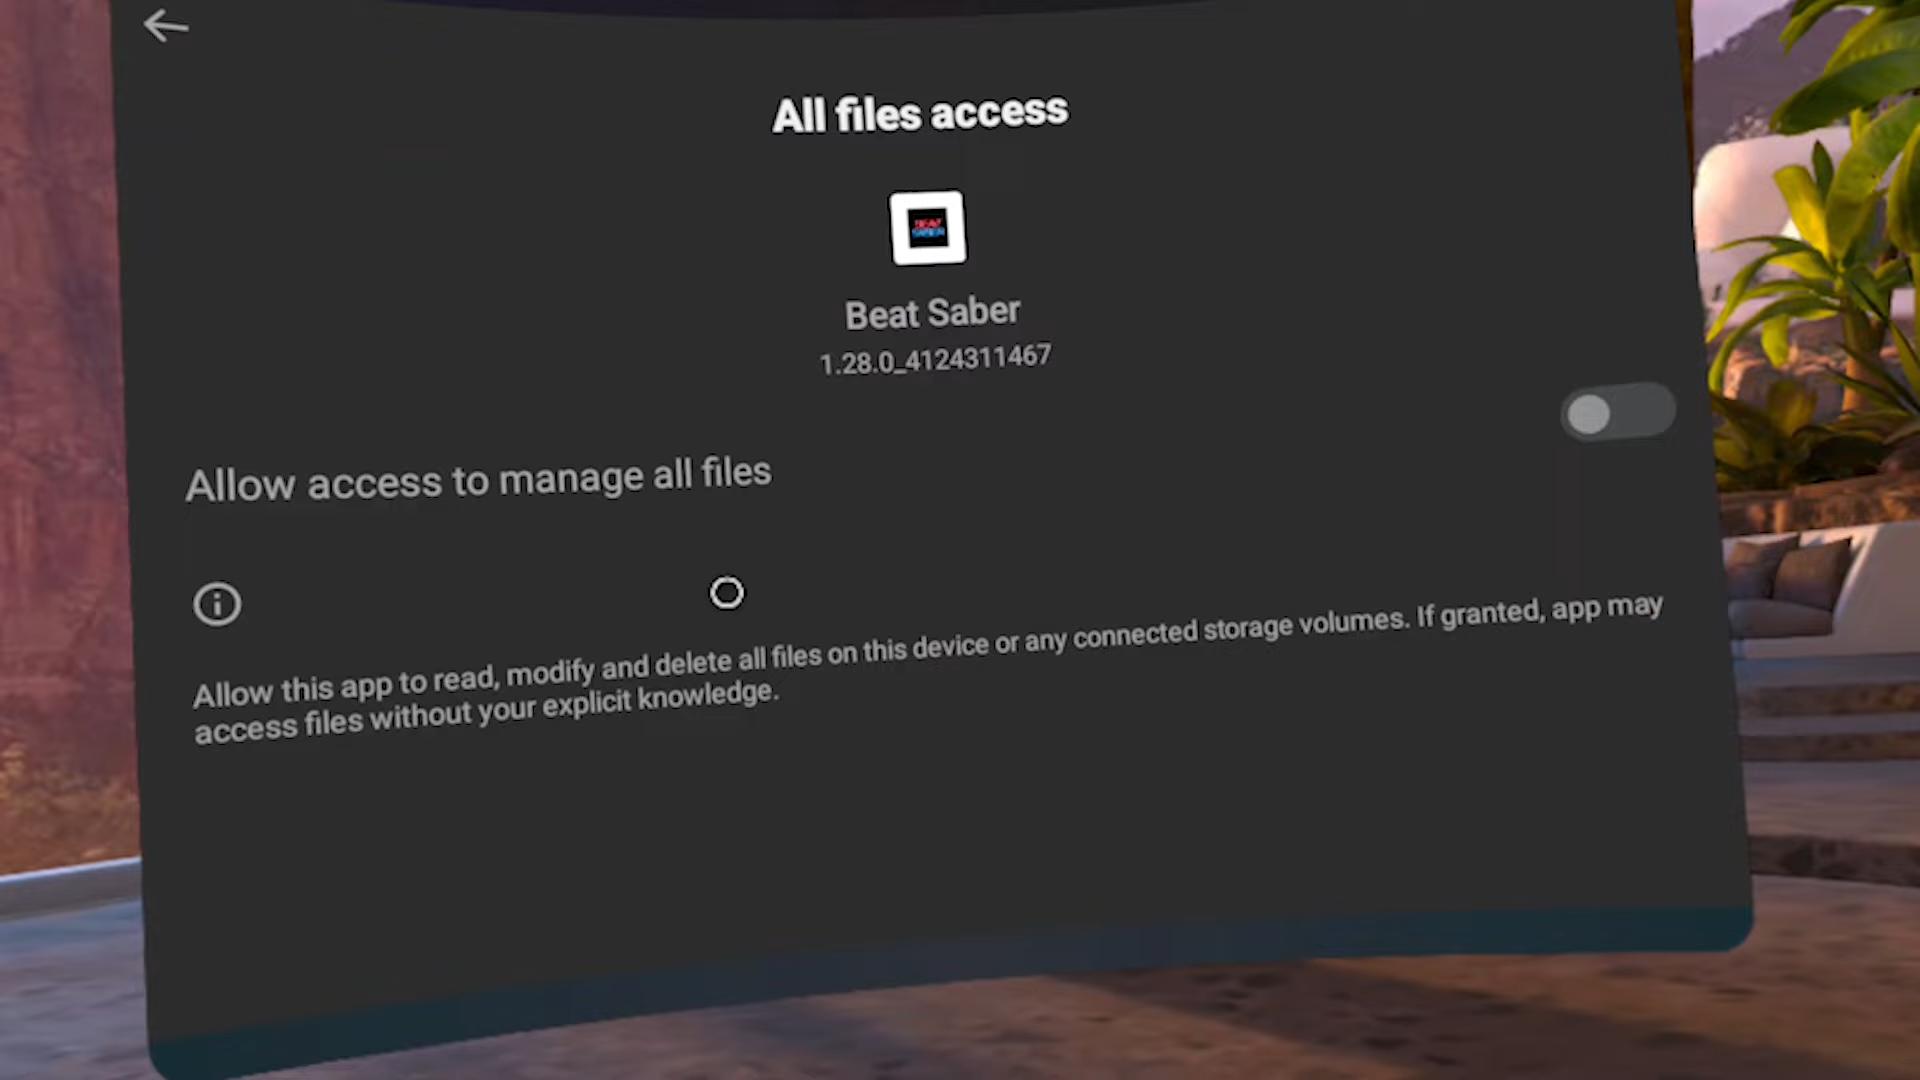 All files access
BEAT
SABER
Beat Saber
1.28.0_4124311467
Allow access to manage all files
Allow this app to read, modify and delete all files on this device or any connected storage volumes. If granted, app may
access files without your explicit knowledge.